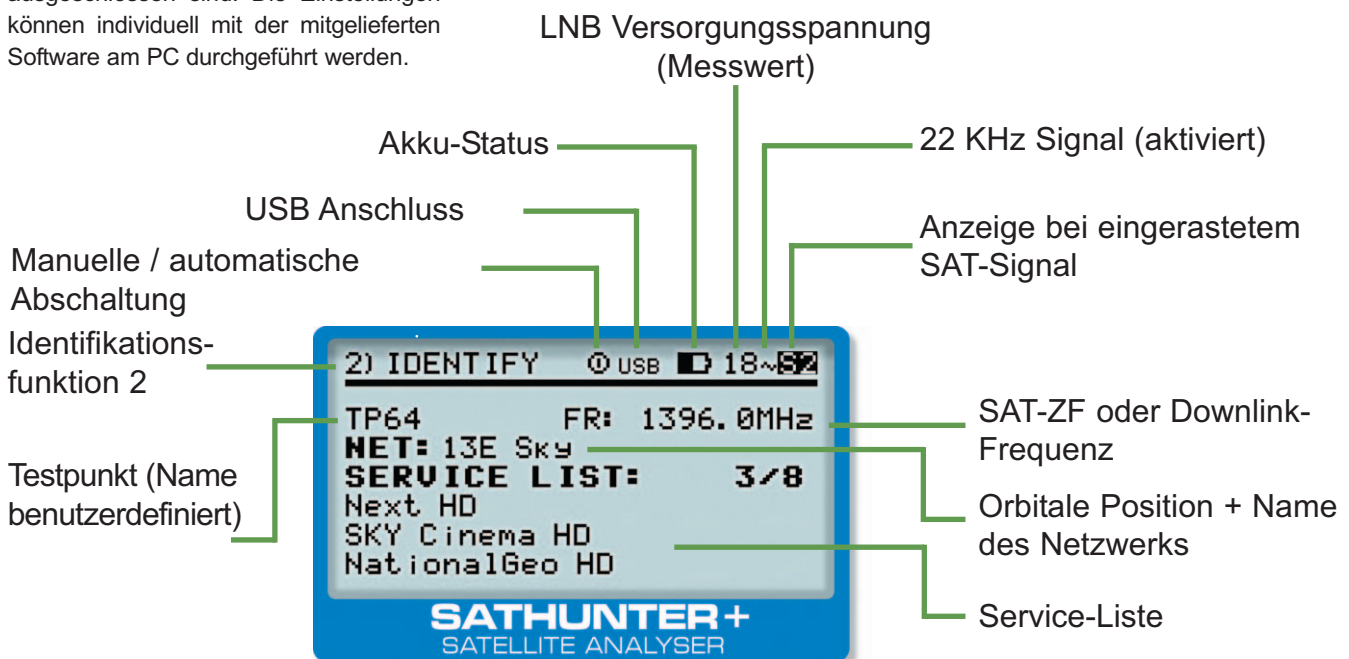 können individuell mit der mitgelieferten
Software am PC durchgeführt werden.
LNB Versorgungsspannung
(Messwert)
Akku-Status
22 KHz Signal (aktiviert)
USB Anschluss
Anzeige bei eingerastetem
SAT-Signal
Manuelle / automatische
Abschaltung
Identifikations-
funktion 2
2) IDENTIFY USB 18~S2
TP64 FR: 1396.0MHz
NET: 13E Sky
SERVICE LIST: 3/8
Next HD
SKY Cinema HD
NationalGeo HD
SATHUNTER+
SATELLITE ANALYSER
Testpunkt (Name
benutzerdefiniert)
SAT-ZF oder Downlink-
Frequenz
Orbitale Position + Name
des Netzwerks
Service-Liste